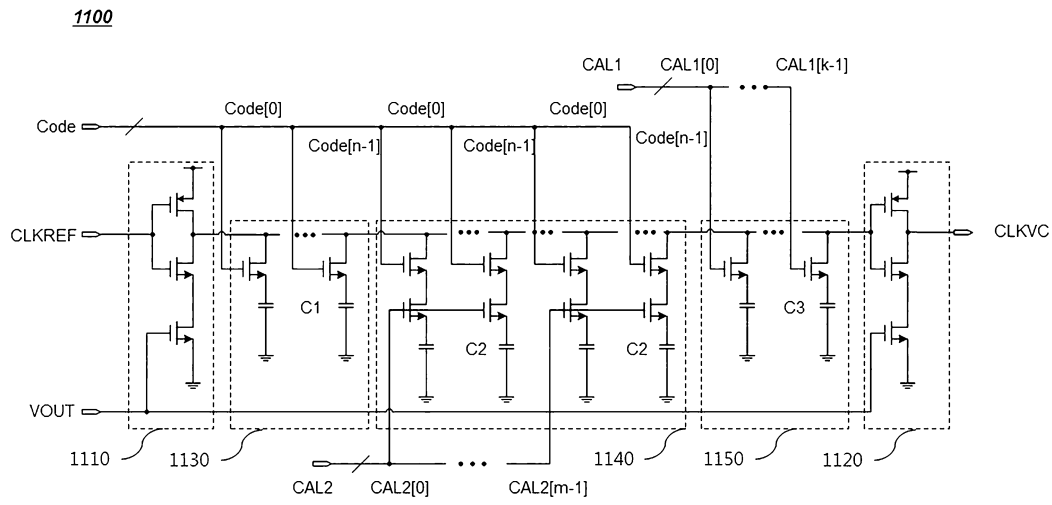 1100
CAL1 CAL1[0] CAL1[k-1]
Code Code[0] Code[0] Code[0]
Code[n-1] Code[n-1] Code[n-1]
CLKREF CLKVC
C1 C3
C2 C2
VOUT
1110 1130 1140 1150 1120
CAL2 CAL2[0] CAL2[m-1]